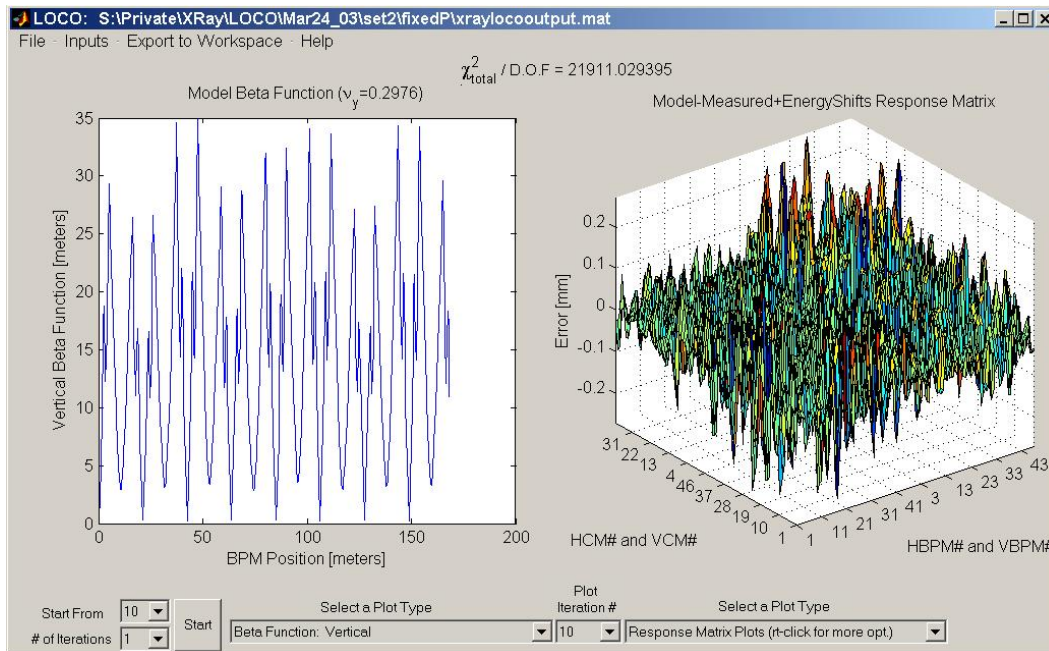 LOCO: S:\Private\XRay\LOCO\Mar24_03\set2\fixedP\xraylocooutput.mat
File Inputs Export to Workspace Help
χ²total / D.O.F = 21911.029395
Model Beta Function (νy=0.2976)
35
30
25
20
15
10
5
0
Vertical Beta Function [meters]
0 50 100 150 200
BPM Position [meters]
Model-Measured+EnergyShifts Response Matrix
0.2
0.1
0
-0.1
-0.2
Error [mm]
31 22 13 4 46 37 28 19 10 1
HCM# and VCM#
1 11 21 31 41 3 13 23 33 43
HBPM# and VBPM#
Start From 10
# of Iterations 1
Start
Select a Plot Type
Beta Function: Vertical
Plot
Iteration #
10
Select a Plot Type
Response Matrix Plots (rt-click for more opt.)